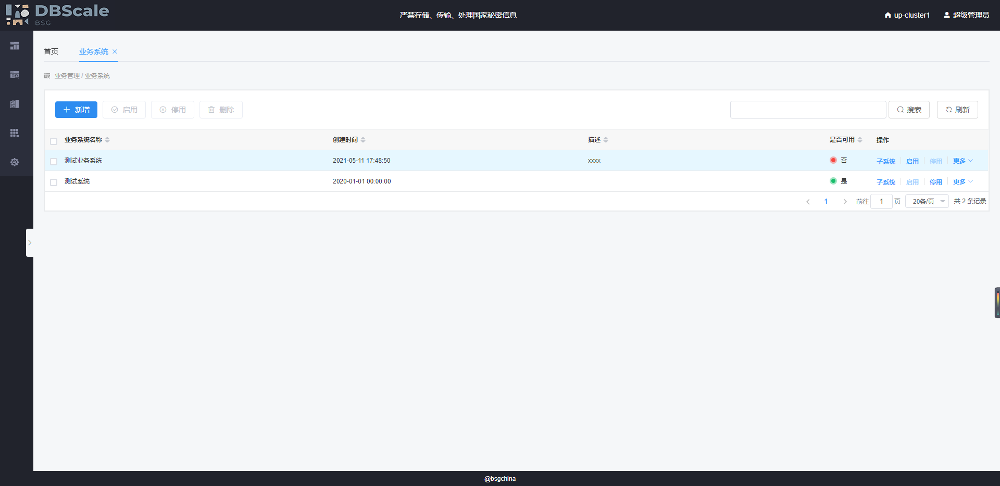 DBScale
BSG
严禁存储、传输、处理国家秘密信息
up-cluster1
超级管理员
首页
业务系统
业务管理 / 业务系统
新增
启用
停用
删除
搜索
刷新
业务系统名称 创建时间 描述 是否可用 操作
测试业务系统 2021-05-11 17:48:50 xxxx 否 子系统 启用 停用 更多
测试系统 2020-01-01 00:00:00 是 子系统 启用 停用 更多
1 前往 1 页 20条/页 共 2 条记录
@bsgchina